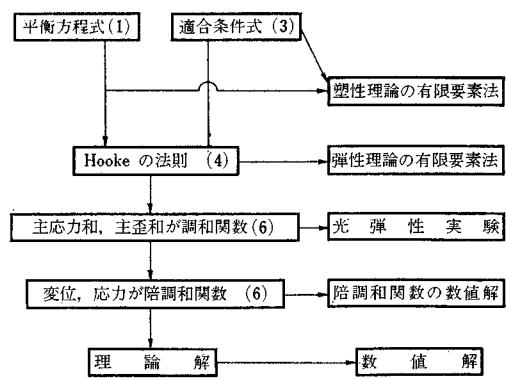 平衡方程式(1)
適合条件式(3)
塑性理論の有限要素法
Hooke の法則 (4)
弾性理論の有限要素法
主応力和，主歪和が調和関数(6)
光弾性実験
変位，応力が陪調和関数 (6)
陪調和関数の数値解
理論解
数値解